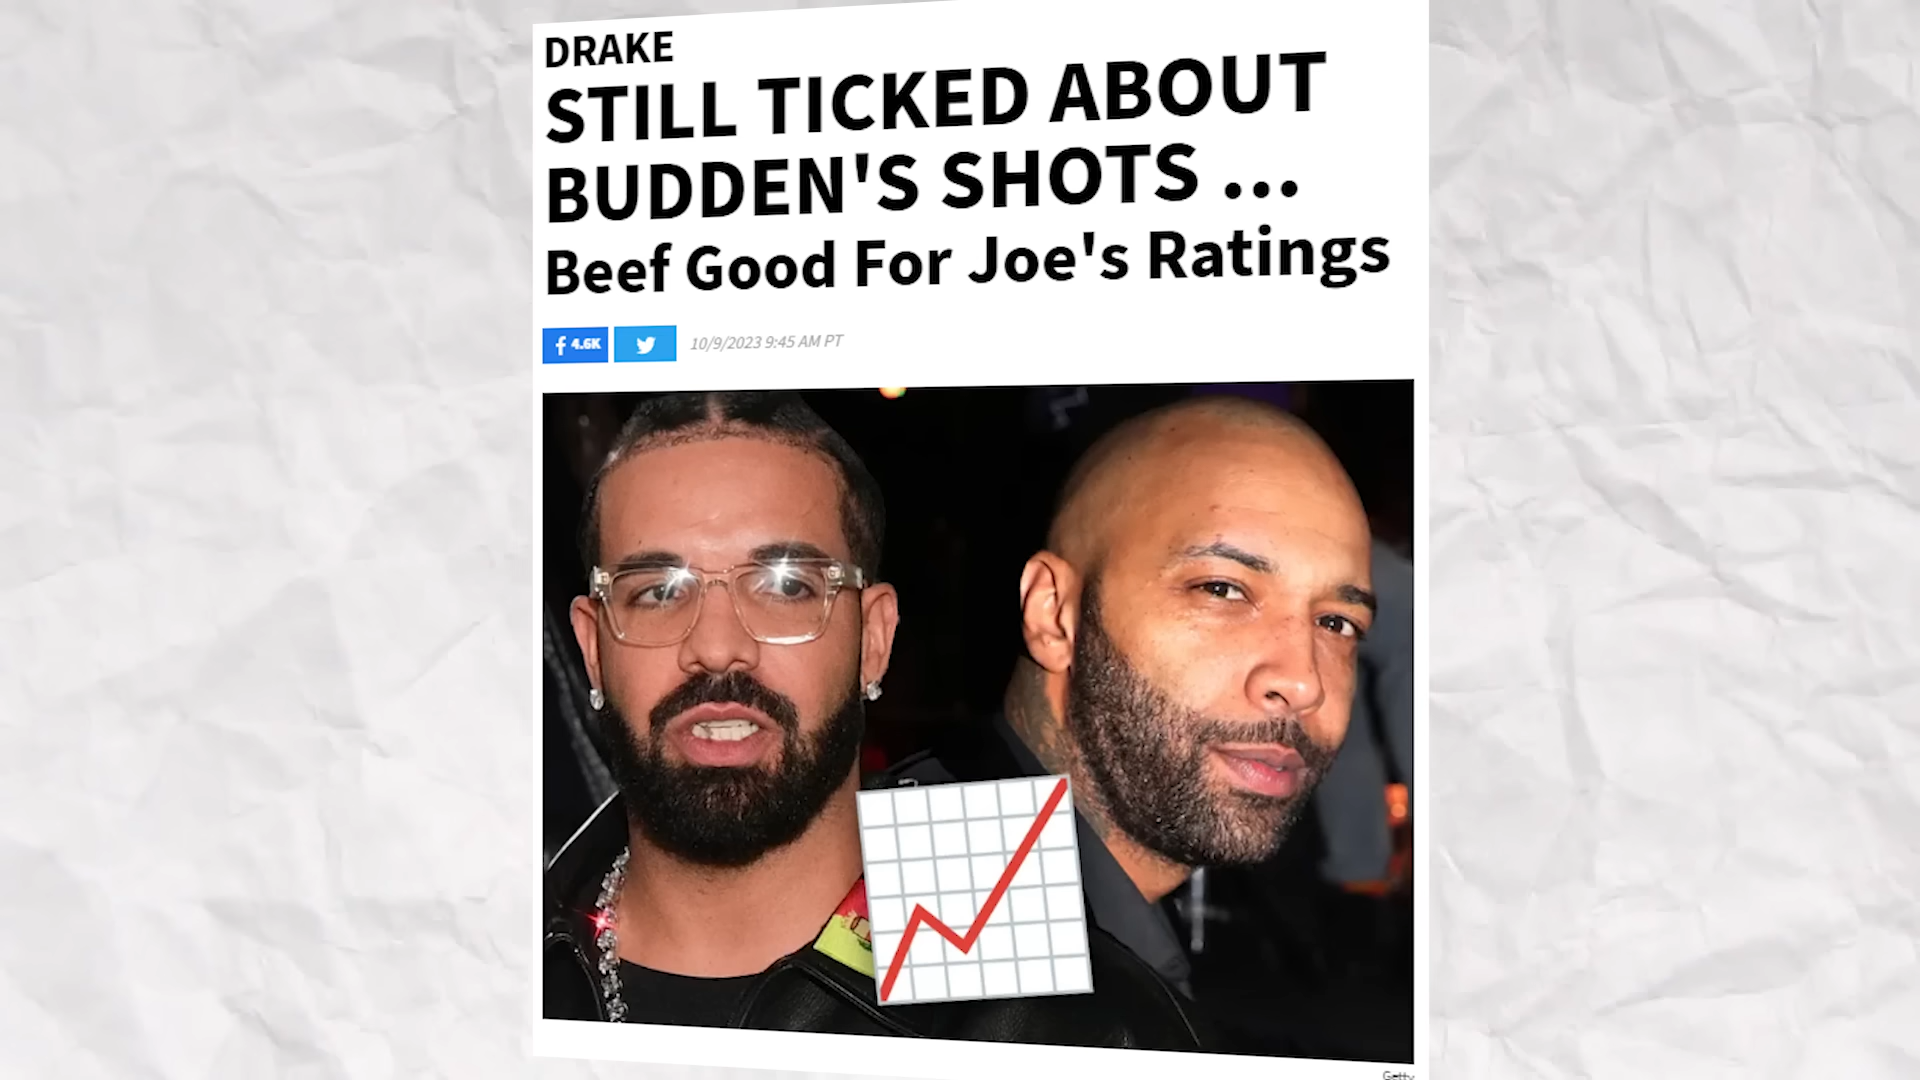 DRAKE
STILL TICKED ABOUT
BUDDEN'S SHOTS ...
Beef Good For Joe's Ratings
4.6K
10/9/2023 9:45 AM PT
Getty